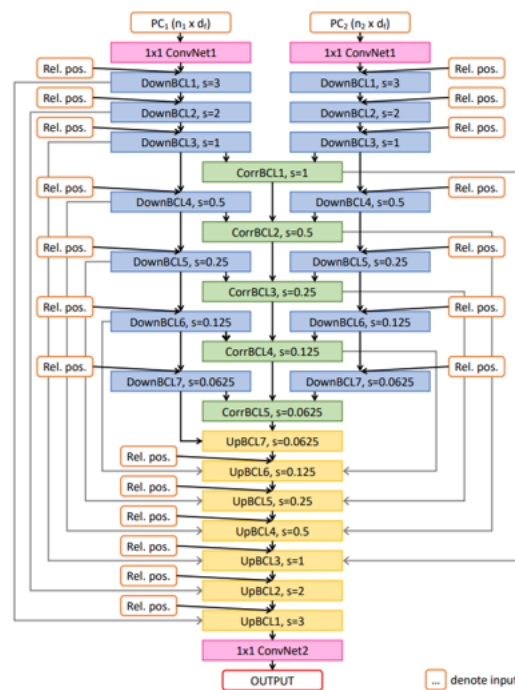 PC₁ (n₁ x d_f) PC₂ (n₂ x d_f)
1x1 ConvNet1 1x1 ConvNet1
Rel. pos. Rel. pos.
DownBCL1, s=3 DownBCL1, s=3
Rel. pos. Rel. pos.
DownBCL2, s=2 DownBCL2, s=2
Rel. pos. Rel. pos.
DownBCL3, s=1 DownBCL3, s=1
CorrBCL1, s=1
Rel. pos. Rel. pos.
DownBCL4, s=0.5 DownBCL4, s=0.5
CorrBCL2, s=0.5
Rel. pos. Rel. pos.
DownBCL5, s=0.25 DownBCL5, s=0.25
CorrBCL3, s=0.25
Rel. pos. Rel. pos.
DownBCL6, s=0.125 DownBCL6, s=0.125
CorrBCL4, s=0.125
Rel. pos. Rel. pos.
DownBCL7, s=0.0625 DownBCL7, s=0.0625
CorrBCL5, s=0.0625
UpBCL7, s=0.0625
Rel. pos.
UpBCL6, s=0.125
Rel. pos.
UpBCL5, s=0.25
Rel. pos.
UpBCL4, s=0.5
Rel. pos.
UpBCL3, s=1
Rel. pos.
UpBCL2, s=2
Rel. pos.
UpBCL1, s=3
1x1 ConvNet2
OUTPUT
... denote input